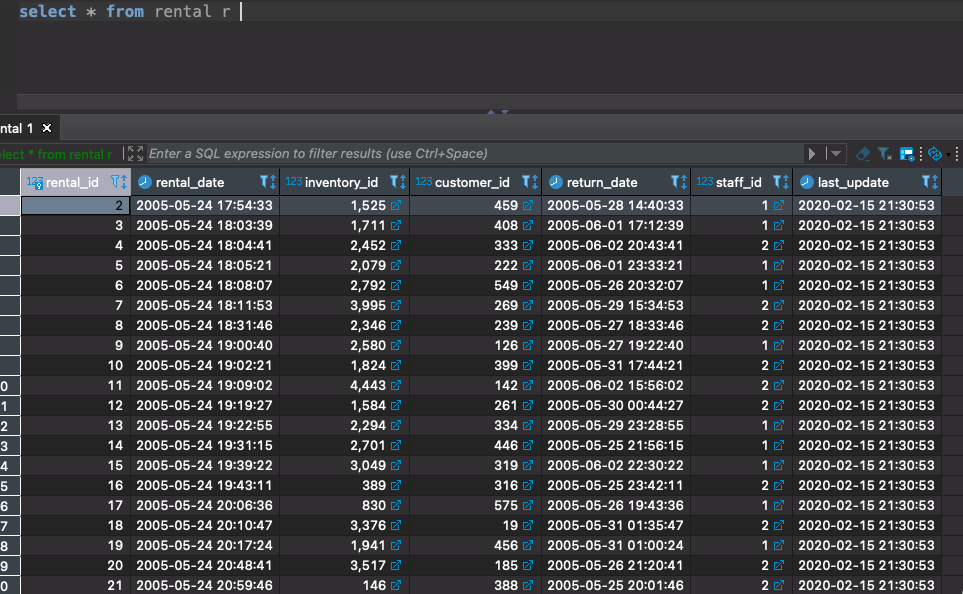 select * from rental r
ntal 1 ×
elect * from rental r Enter a SQL expression to filter results (use Ctrl+Space)
123 rental_id rental_date 123 inventory_id 123 customer_id return_date 123 staff_id last_update
2 2005-05-24 17:54:33 1,525 459 2005-05-28 14:40:33 1 2020-02-15 21:30:53
3 2005-05-24 18:03:39 1,711 408 2005-06-01 17:12:39 1 2020-02-15 21:30:53
4 2005-05-24 18:04:41 2,452 333 2005-06-02 20:43:41 2 2020-02-15 21:30:53
5 2005-05-24 18:05:21 2,079 222 2005-06-01 23:33:21 1 2020-02-15 21:30:53
6 2005-05-24 18:08:07 2,792 549 2005-05-26 20:32:07 1 2020-02-15 21:30:53
7 2005-05-24 18:11:53 3,995 269 2005-05-29 15:34:53 2 2020-02-15 21:30:53
8 2005-05-24 18:31:46 2,346 239 2005-05-27 18:33:46 2 2020-02-15 21:30:53
9 2005-05-24 19:00:40 2,580 126 2005-05-27 19:22:40 1 2020-02-15 21:30:53
10 2005-05-24 19:02:21 1,824 399 2005-05-31 17:44:21 2 2020-02-15 21:30:53
0 11 2005-05-24 19:09:02 4,443 142 2005-06-02 15:56:02 2 2020-02-15 21:30:53
1 12 2005-05-24 19:19:27 1,584 261 2005-05-30 00:44:27 2 2020-02-15 21:30:53
2 13 2005-05-24 19:22:55 2,294 334 2005-05-29 23:28:55 1 2020-02-15 21:30:53
3 14 2005-05-24 19:31:15 2,701 446 2005-05-25 21:56:15 1 2020-02-15 21:30:53
4 15 2005-05-24 19:39:22 3,049 319 2005-06-02 22:30:22 1 2020-02-15 21:30:53
5 16 2005-05-24 19:43:11 389 316 2005-05-25 23:42:11 2 2020-02-15 21:30:53
6 17 2005-05-24 20:06:36 830 575 2005-05-26 19:43:36 1 2020-02-15 21:30:53
7 18 2005-05-24 20:10:47 3,376 19 2005-05-31 01:35:47 2 2020-02-15 21:30:53
8 19 2005-05-24 20:17:24 1,941 456 2005-05-31 01:00:24 1 2020-02-15 21:30:53
9 20 2005-05-24 20:48:41 3,517 185 2005-05-26 21:20:41 2 2020-02-15 21:30:53
0 21 2005-05-24 20:59:46 146 388 2005-05-25 20:01:46 2 2020-02-15 21:30:53